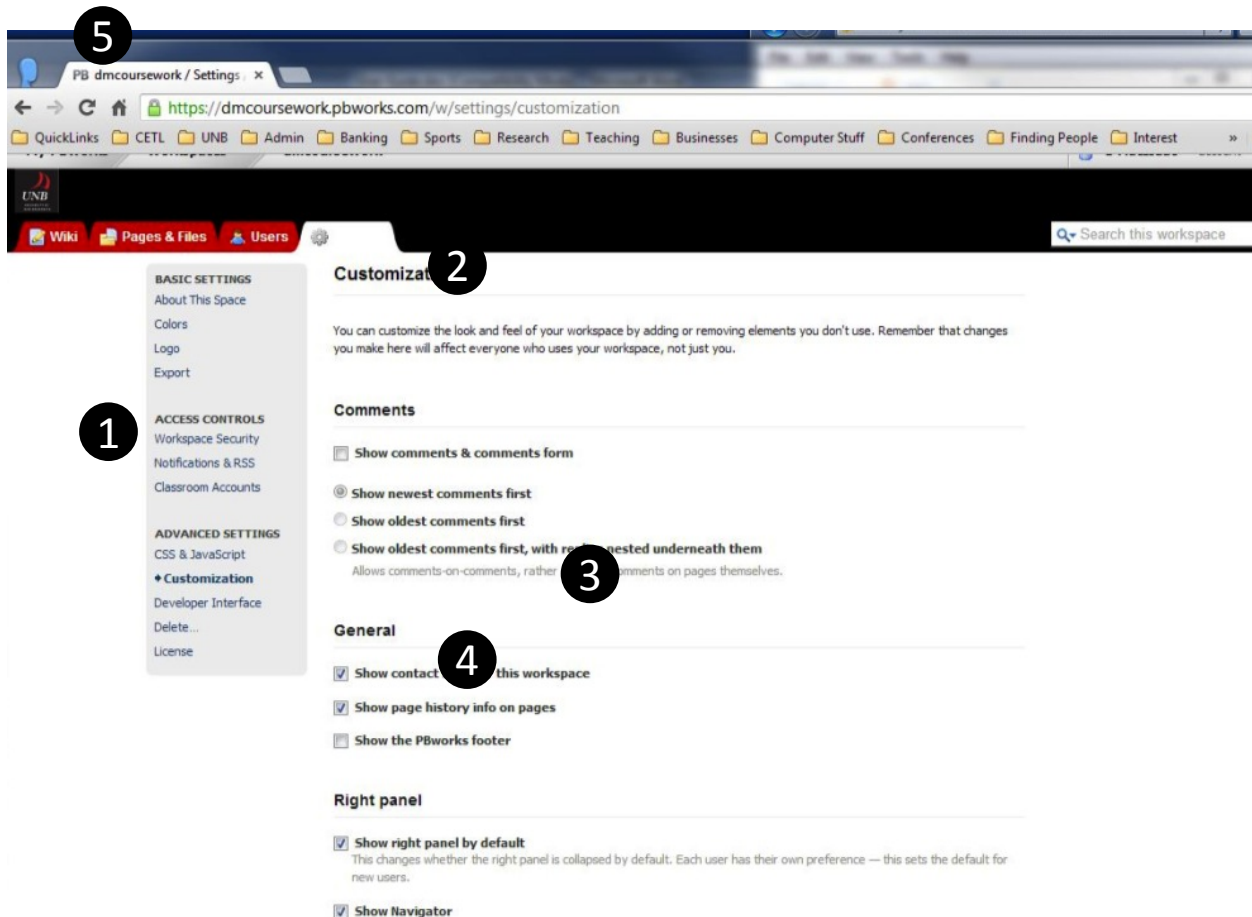 5
PB dmcoursework / Settings
https://dmcoursework.pbworks.com/w/settings/customization
QuickLinks CETL UNB Admin Banking Sports Research Teaching Businesses Computer Stuff Conferences Finding People Interest »
UNB
Wiki Pages & Files Users
Search this workspace
2
BASIC SETTINGS
About This Space
Colors
Logo
Export
1
ACCESS CONTROLS
Workspace Security
Notifications & RSS
Classroom Accounts
ADVANCED SETTINGS
CSS & JavaScript
Customization
Developer Interface
Delete...
License
You can customize the look and feel of your workspace by adding or removing elements you don't use. Remember that changes
you make here will affect everyone who uses your workspace, not just you.
Comments
Show comments & comments form
Show newest comments first
Show oldest comments first
Show oldest comments first, with nested underneath them
Allows comments-on-comments, rather comments on pages themselves.
3
General
4
Show contact this workspace
Show page history info on pages
Show the PBworks footer
Right panel
Show right panel by default
This changes whether the right panel is collapsed by default. Each user has their own preference — this sets the default for
new users.
Show Navigator